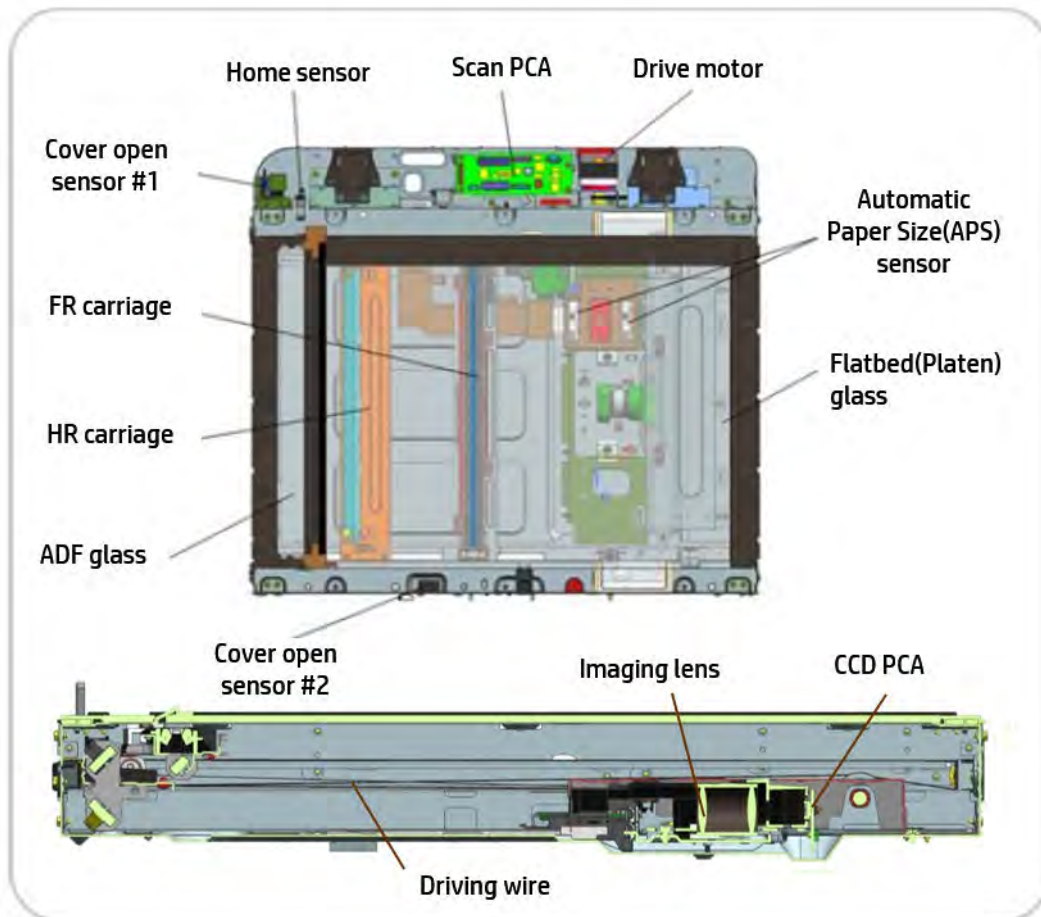 Home sensor
Scan PCA
Drive motor
Cover open
sensor #1
Automatic
Paper Size(APS)
sensor
FR carriage
Flatbed(Platen)
glass
HR carriage
ADF glass
Cover open
sensor #2
Imaging lens
CCD PCA
Driving wire